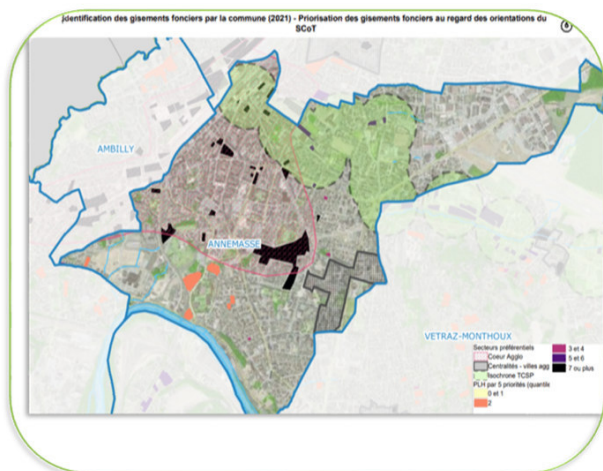 Identification des gisements fonciers par la commune (2021) - Priorisation des gisements fonciers au regard des orientations du
SCoT
AMBILLY
ANNEMASSE
VETRAZ-MONTHOUX
Secteurs préférentiels
Coeur Agglo
Centralités - villes agg
Isochrone TCSP
PLH par 5 priorités (quantile
0 et 1
2
3 et 4
5 et 6
7 ou plus